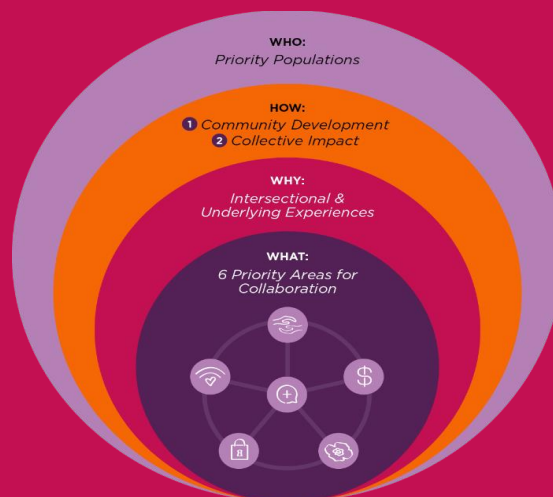 WHO:
Priority Populations
HOW:
1 Community Development
2 Collective Impact
WHY:
Intersectional &
Underlying Experiences
WHAT:
6 Priority Areas for
Collaboration
$
8